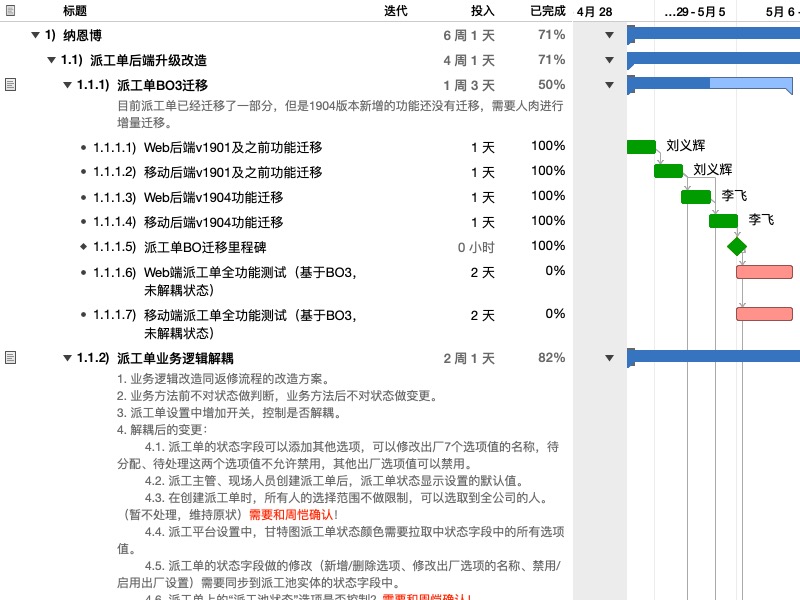 标题 迭代 投入 已完成 4月 28 ...29 - 5月 5 5月 6 -
1) 纳恩博 6 周 1 天 71%
1.1) 派工单后端升级改造 4 周 1 天 71%
1.1.1) 派工单BO3迁移 1 周 3 天 50%
目前派工单已经迁移了一部分，但是1904版本新增的功能还没有迁移，需要人肉进行
增量迁移。
1.1.1.1) Web后端v1901及之前功能迁移 1 天 100% 刘义辉
1.1.1.2) 移动后端v1901及之前功能迁移 1 天 100% 刘义辉
1.1.1.3) Web后端v1904功能迁移 1 天 100% 李飞
1.1.1.4) 移动后端v1904功能迁移 1 天 100% 李飞
1.1.1.5) 派工单BO迁移里程碑 0 小时 100%
1.1.1.6) Web端派工单全功能测试（基于BO3， 2 天 0%
未解耦状态）
1.1.1.7) 移动端派工单全功能测试（基于BO3， 2 天 0%
未解耦状态）
1.1.2) 派工单业务逻辑解耦 2 周 1 天 82%
1. 业务逻辑改造同返修流程的改造方案。
2. 业务方法前不对状态做判断，业务方法后不对状态做变更。
3. 派工单设置中增加开关，控制是否解耦。
4. 解耦后的变更：
4.1. 派工单的状态字段可以添加其他选项，可以修改出厂7个选项值的名称，待
分配、待处理这两个选项值不允许禁用，其他出厂选项值可以禁用。
4.2. 派工主管、现场人员创建派工单后，派工单状态显示设置的默认值。
4.3. 在创建派工单时，所有人的选择范围不做限制，可以选取到全公司的人。
（暂不处理，维持原状）需要和周恺确认！
4.4. 派工平台设置中，甘特图派工单状态颜色需要拉取中状态字段中的所有选项
值。
4.5. 派工单的状态字段做的修改（新增/删除选项、修改出厂选项的名称、禁用/
启用出厂设置）需要同步到派工池实体的状态字段中。
4.6. 派工单上的“派工池状态”选项是否控制？需要和周恺确认！